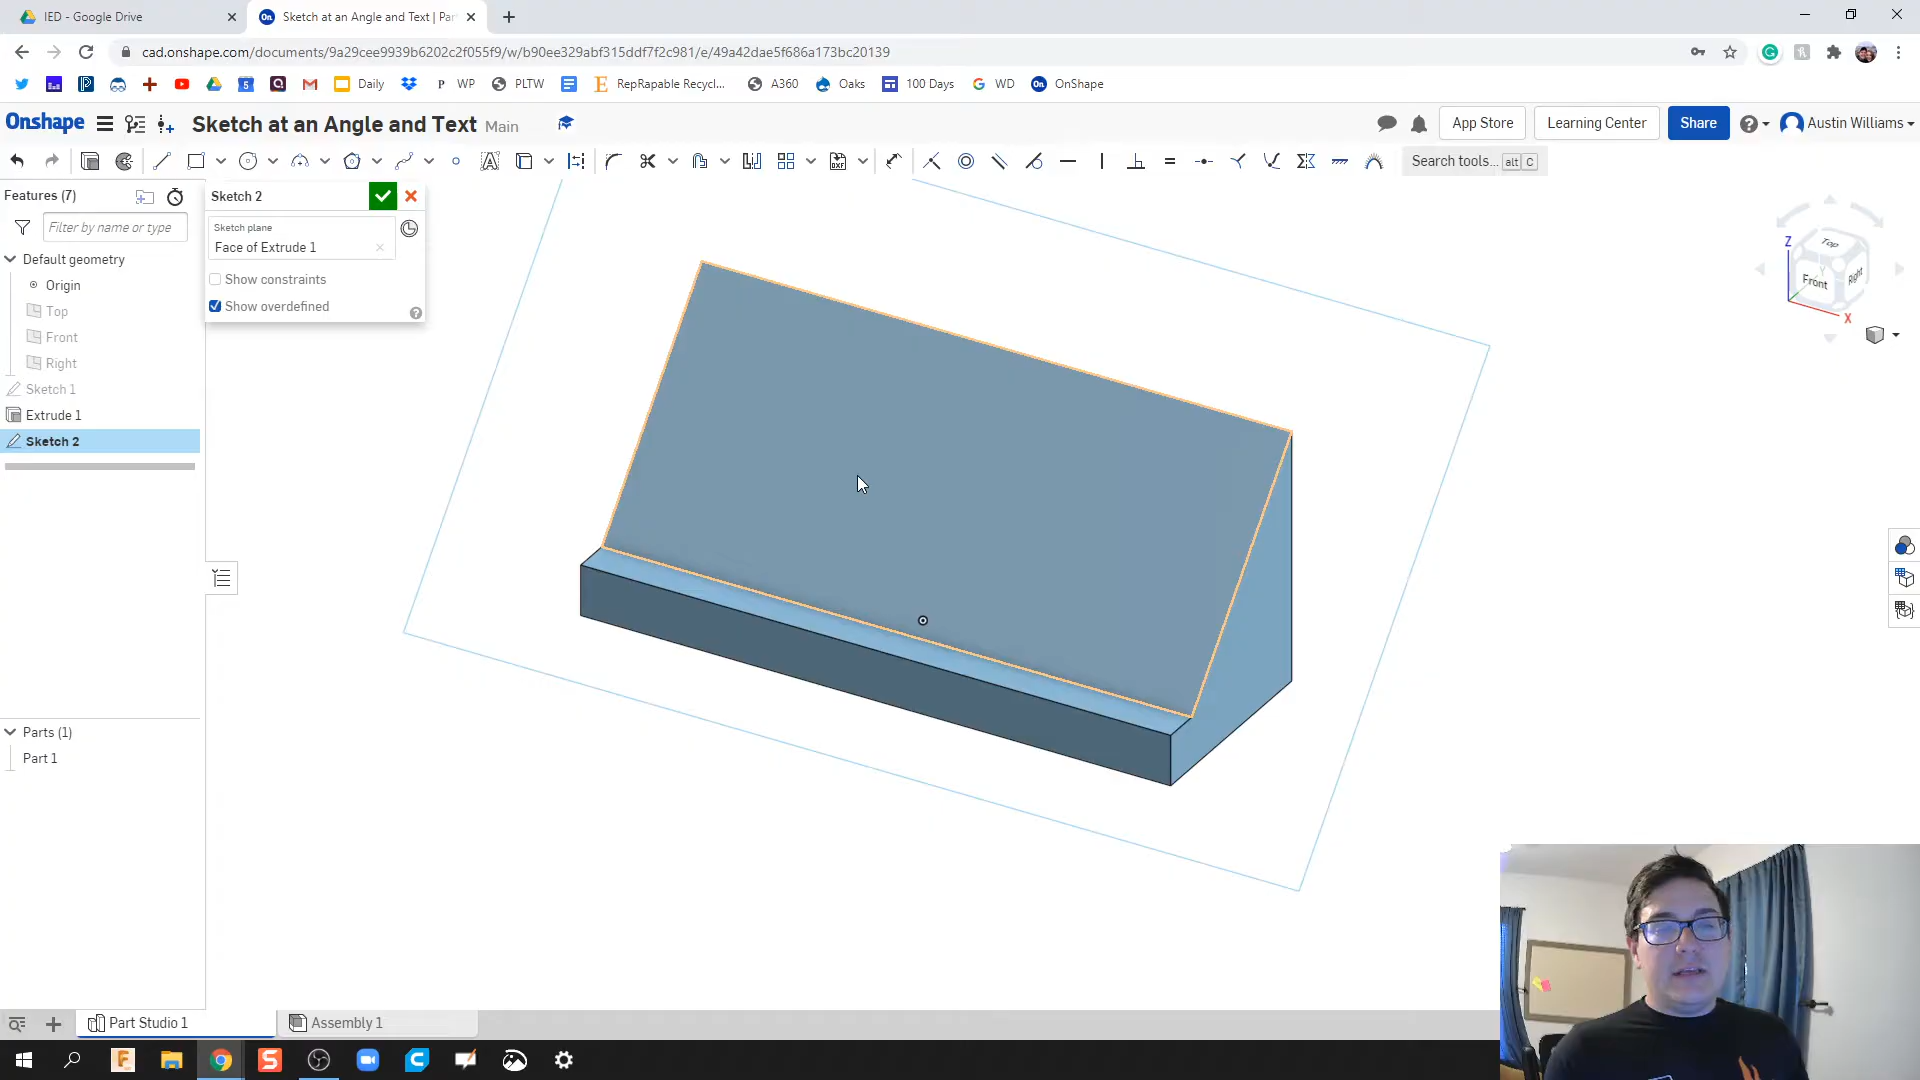 IED - Google Drive
Sketch at an Angle and Text | Par
cad.onshape.com/documents/9a29cee9939b6202c2f055f9/w/b90ee329abf315ddf7f2c981/e/49a42dae5f686a173bc20139
Daily
P WP
PLTW
RepRapable Recycl...
A360
Oaks
100 Days
WD
OnShape
Onshape
Sketch at an Angle and Text Main
App Store
Learning Center
Share
Austin Williams
Search tools... alt C
Features (7)
Filter by name or type
Default geometry
Origin
Top
Front
Right
Sketch 1
Extrude 1
Sketch 2
Sketch 2
Sketch plane
Face of Extrude 1
Show constraints
Show overdefined
Z
Top
Front
Right
X
Parts (1)
Part 1
Part Studio 1
Assembly 1